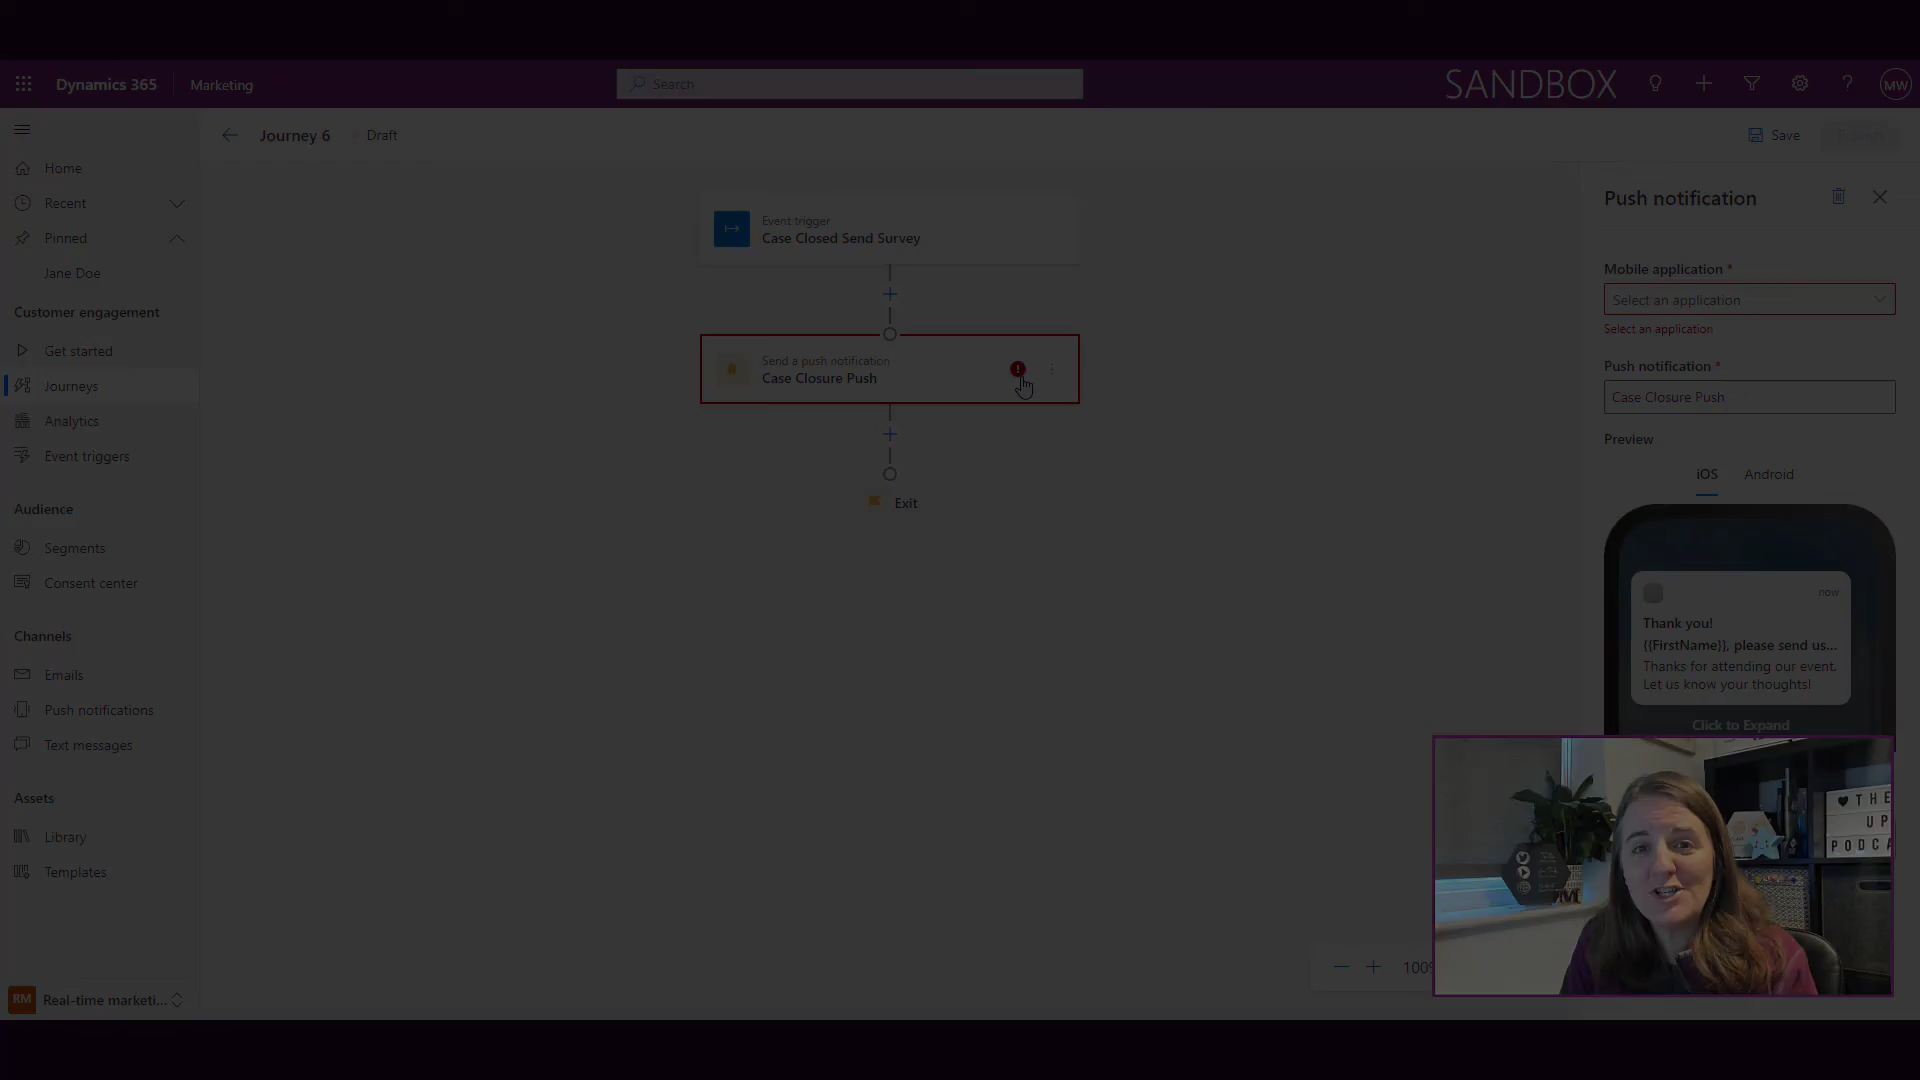 Dynamics 365
Marketing
Search
SANDBOX
MW
Journey 6
Draft
Save
Home
Recent
Pinned
Jane Doe
Customer engagement
Get started
Journeys
Analytics
Event triggers
Audience
Segments
Consent center
Channels
Emails
Push notifications
Text messages
Assets
Library
Templates
RM
Real-time marketi...
Event trigger
Case Closed Send Survey
Send a push notification
Case Closure Push
Exit
100%
Push notification
Mobile application *
Select an application
Select an application
Push notification *
Case Closure Push
Preview
iOS
Android
now
Thank you!
{{FirstName}}, please send us...
Thanks for attending our event.
Let us know your thoughts!
Click to Expand
THE
UP
PODCA